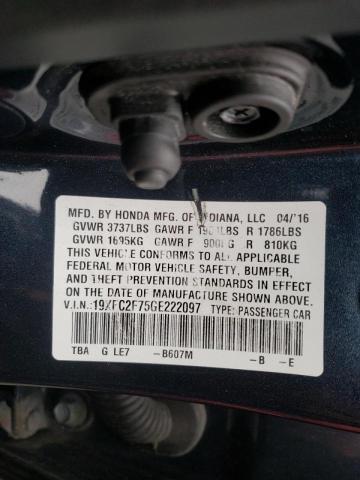 MFD. BY HONDA MFG. OF INDIANA, LLC 04/16
GVWR 3737LBS GAWR F LBS R 1786LBS
GVWR 1695KG GAWR F 900KG R 810KG
THIS VEHICLE CONFORMS TO ALL APPLICABLE
FEDERAL MOTOR VEHICLE SAFETY, BUMPER,
AND THEFT PREVENTION STANDARDS IN EFFECT
ON THE DATE OF MANUFACTURE SHOWN ABOVE.
V.I.N.:19XFC2F75GE222097 TYPE: PASSENGER CAR
TBA G LE7 -B607M -B -E